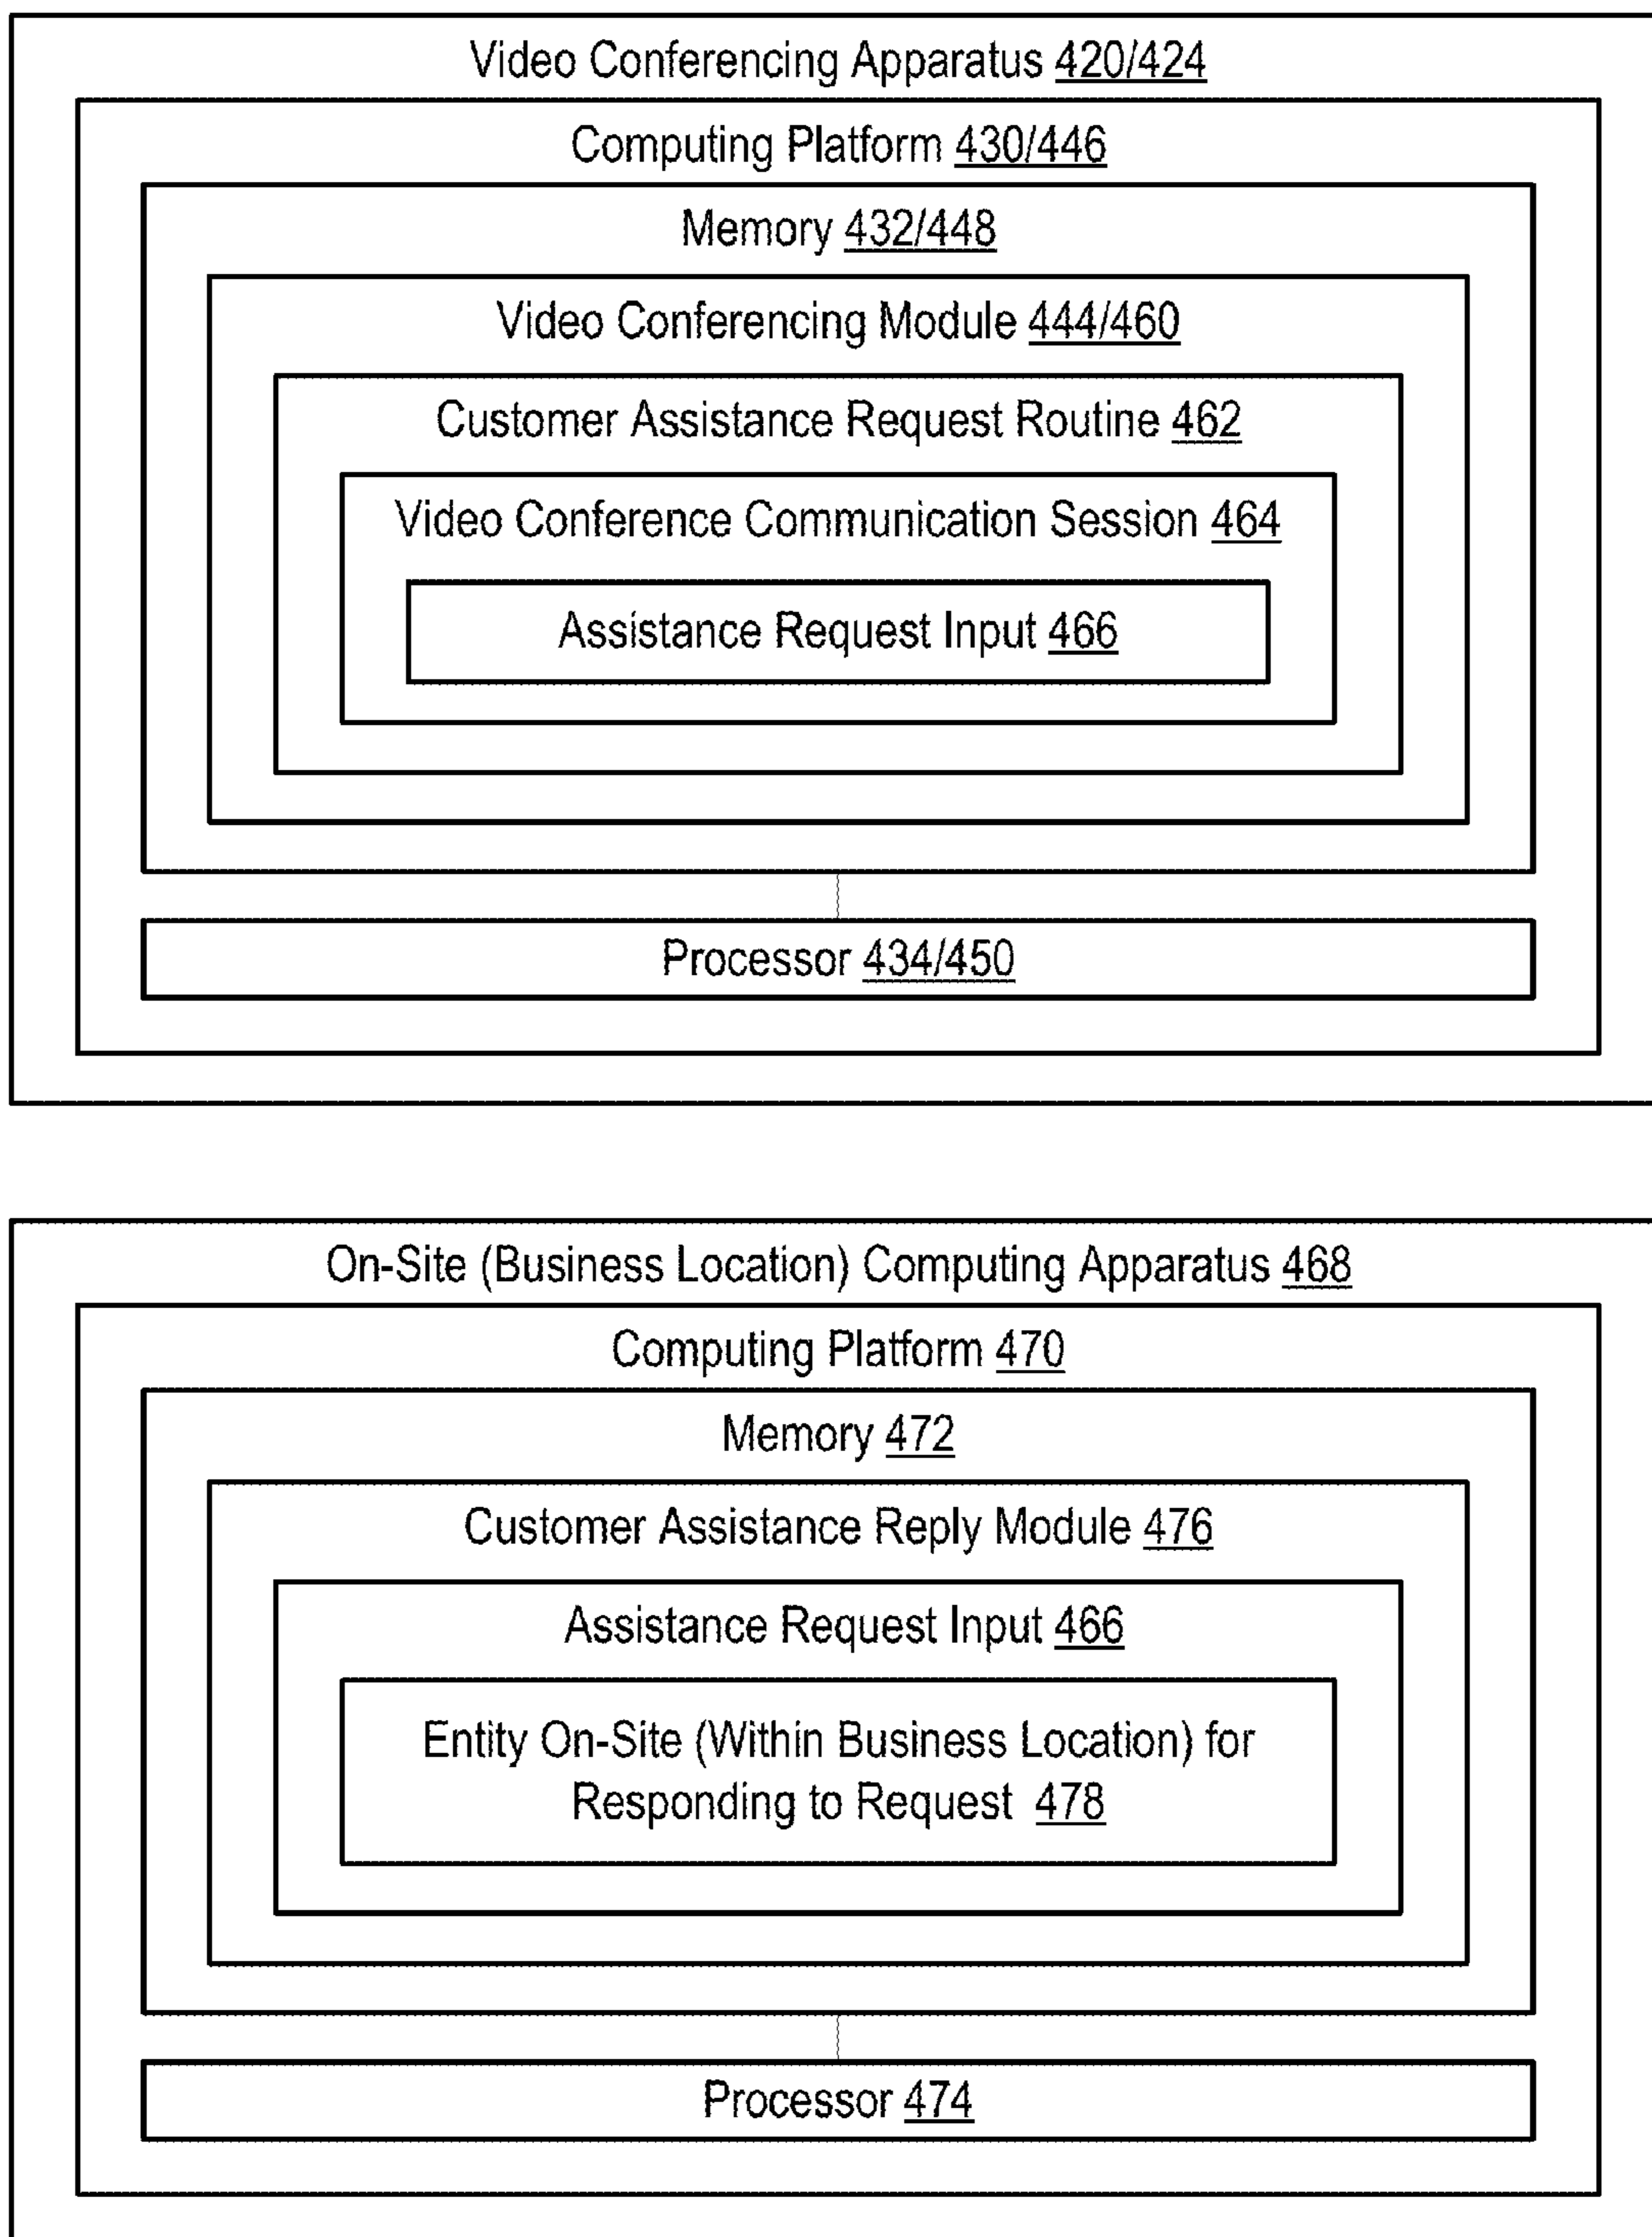 Video Conferencing Apparatus 420/424
Computing Platform 430/446
Memory 432/448
Video Conferencing Module 444/460
Customer Assistance Request Routine 462
Video Conference Communication Session 464
Assistance Request Input 466
Processor 434/450
On-Site (Business Location) Computing Apparatus 468
Computing Platform 470
Memory 472
Customer Assistance Reply Module 476
Assistance Request Input 466
Entity On-Site (Within Business Location) for
Responding to Request 478
Processor 474